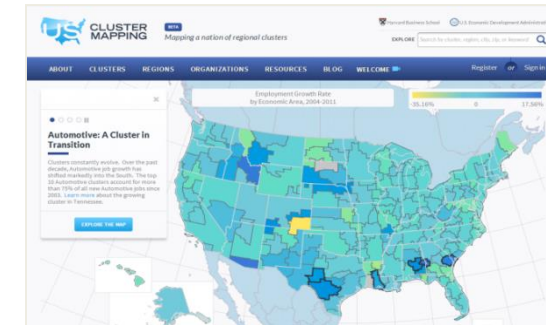 US CLUSTER MAPPING
BETA
Mapping a nation of regional clusters
Harvard Business School
U.S. Economic Development Administration
EXPLORE
Search by cluster, region, city, zip, or keyword
ABOUT CLUSTERS REGIONS ORGANIZATIONS RESOURCES BLOG WELCOME Register or Sign in
Employment Growth Rate
by Economic Area, 2004-2011
-35.16% 0 17.56%
Automotive: A Cluster in
Transition
Clusters constantly evolve. Over the past
decade, Automotive job growth has
shifted markedly into the South. The top
15 Automotive clusters account for more
than 75% of all new Automotive jobs since
2003. Learn more about the growing
cluster in Tennessee.
EXPLORE THE MAP